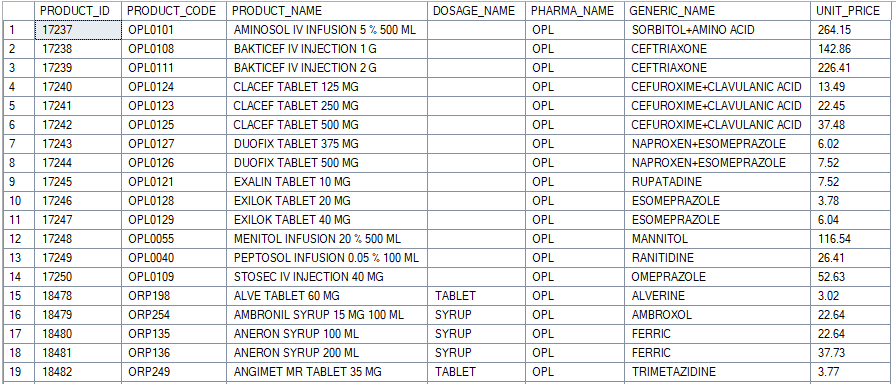 PRODUCT_ID PRODUCT_CODE PRODUCT_NAME DOSAGE_NAME PHARMA_NAME GENERIC_NAME UNIT_PRICE
1 17237 OPL0101 AMINOSOL IV INFUSION 5 % 500 ML OPL SORBITOL+AMINO ACID 264.15
2 17238 OPL0108 BAKTICEF IV INJECTION 1 G OPL CEFTRIAXONE 142.86
3 17239 OPL0111 BAKTICEF IV INJECTION 2 G OPL CEFTRIAXONE 226.41
4 17240 OPL0124 CLACEF TABLET 125 MG OPL CEFUROXIME+CLAVULANIC ACID 13.49
5 17241 OPL0123 CLACEF TABLET 250 MG OPL CEFUROXIME+CLAVULANIC ACID 22.45
6 17242 OPL0125 CLACEF TABLET 500 MG OPL CEFUROXIME+CLAVULANIC ACID 37.48
7 17243 OPL0127 DUOFIX TABLET 375 MG OPL NAPROXEN+ESOMEPRAZOLE 6.02
8 17244 OPL0126 DUOFIX TABLET 500 MG OPL NAPROXEN+ESOMEPRAZOLE 7.52
9 17245 OPL0121 EXALIN TABLET 10 MG OPL RUPATADINE 7.52
10 17246 OPL0128 EXILOK TABLET 20 MG OPL ESOMEPRAZOLE 3.78
11 17247 OPL0129 EXILOK TABLET 40 MG OPL ESOMEPRAZOLE 6.04
12 17248 OPL0055 MENITOL INFUSION 20 % 500 ML OPL MANNITOL 116.54
13 17249 OPL0040 PEPTOSOL INFUSION 0.05 % 100 ML OPL RANITIDINE 26.41
14 17250 OPL0109 STOSEC IV INJECTION 40 MG OPL OMEPRAZOLE 52.63
15 18478 ORP198 ALVE TABLET 60 MG TABLET OPL ALVERINE 3.02
16 18479 ORP254 AMBRONIL SYRUP 15 MG 100 ML SYRUP OPL AMBROXOL 22.64
17 18480 ORP135 ANERON SYRUP 100 ML SYRUP OPL FERRIC 22.64
18 18481 ORP136 ANERON SYRUP 200 ML SYRUP OPL FERRIC 37.73
19 18482 ORP249 ANGIMET MR TABLET 35 MG TABLET OPL TRIMETAZIDINE 3.77